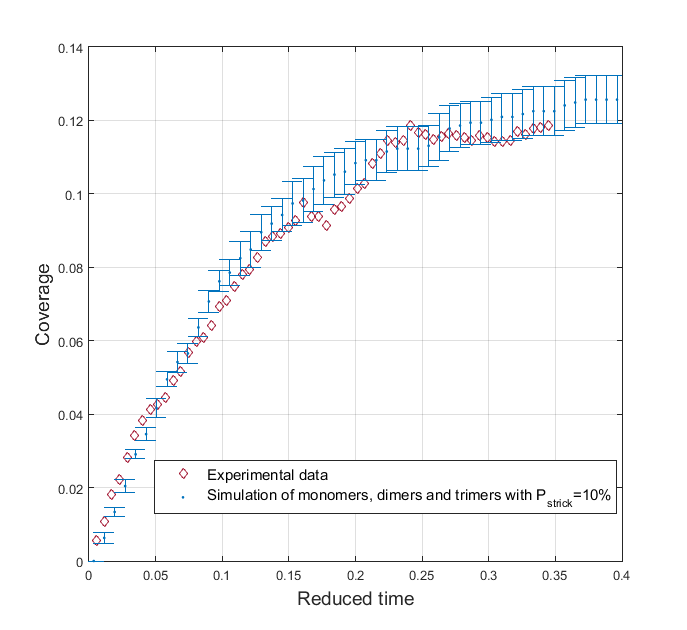 0.14
0.12
0.1
0.08
0.06
0.04
0.02
0
Coverage
Experimental data
Simulation of monomers, dimers and trimers with P_strick=10%
0 0.05 0.1 0.15 0.2 0.25 0.3 0.35 0.4
Reduced time